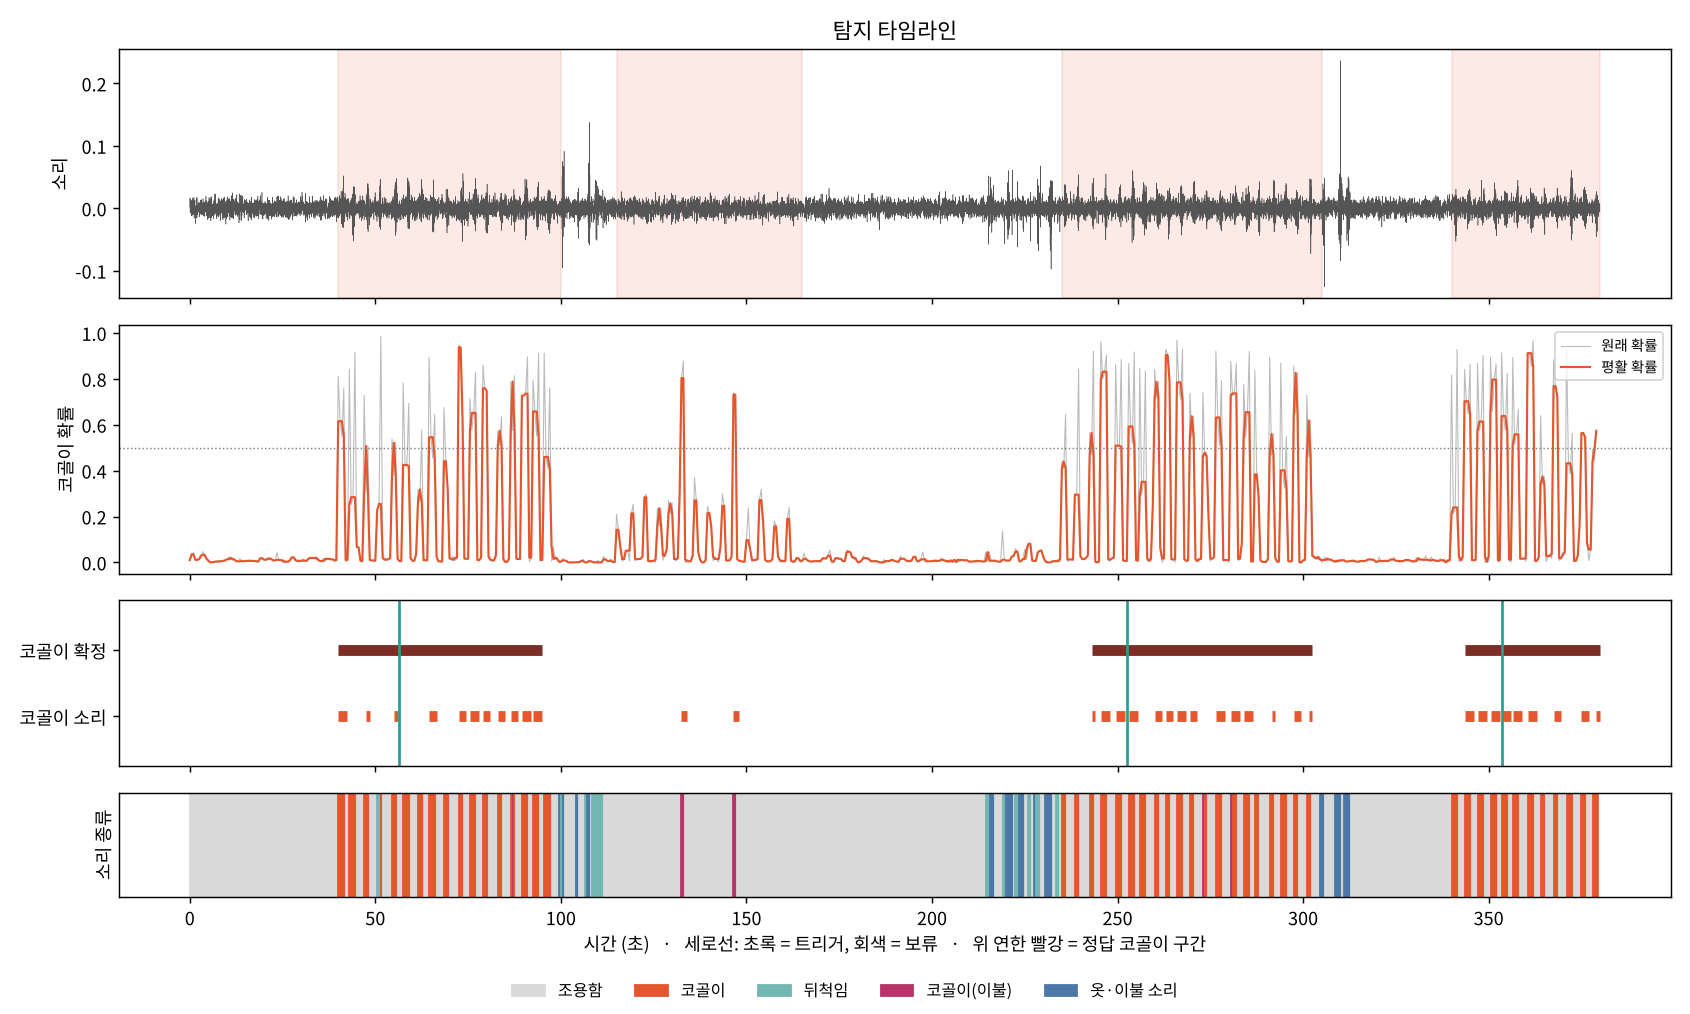 탐지 타임라인
소리
0.2
0.1
0.0
-0.1
코골이 확률
1.0
0.8
0.6
0.4
0.2
0.0
원래 확률
평활 확률
코골이 확정
코골이 소리
소리 종류
0 50 100 150 200 250 300 350
시간 (초) · 세로선: 초록 = 트리거, 회색 = 보류 · 위 연한 빨강 = 정답 코골이 구간
조용함 코골이 뒤척임 코골이(이불) 옷·이불 소리